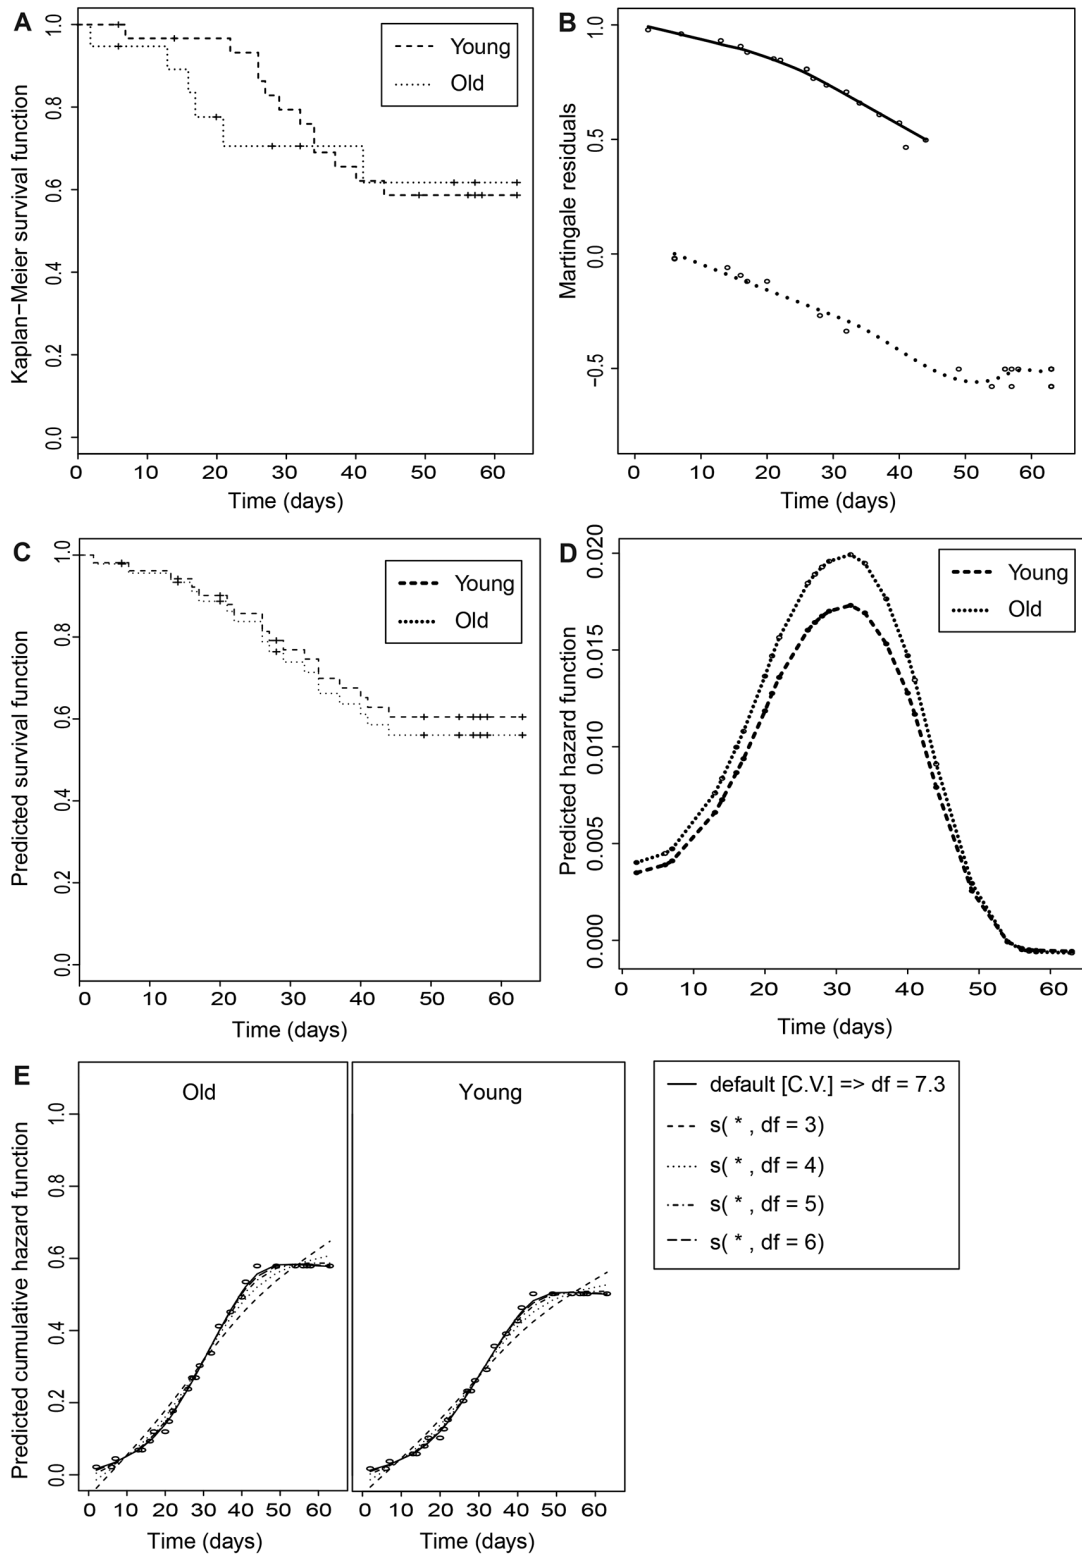 A
Kaplan−Meier survival function
1.0
0.8
0.6
0.4
0.2
0.0
Young
Old
0 10 20 30 40 50 60
Time (days)
B
Martingale residuals
1.0
0.5
0.0
−0.5
0 10 20 30 40 50 60
Time (days)
C
Predicted survival function
1.0
0.8
0.6
0.4
0.2
0.0
Young
Old
0 10 20 30 40 50 60
Time (days)
D
Predicted hazard function
0.020
0.015
0.010
0.005
0.000
Young
Old
0 10 20 30 40 50 60
Time (days)
E
Predicted cumulative hazard function
1.0
0.8
0.6
0.4
0.2
0.0
Old
0 10 20 30 40 50 60
Time (days)
Young
0 10 20 30 40 50 60
Time (days)
default [C.V.] => df = 7.3
s( * , df = 3)
s( * , df = 4)
s( * , df = 5)
s( * , df = 6)